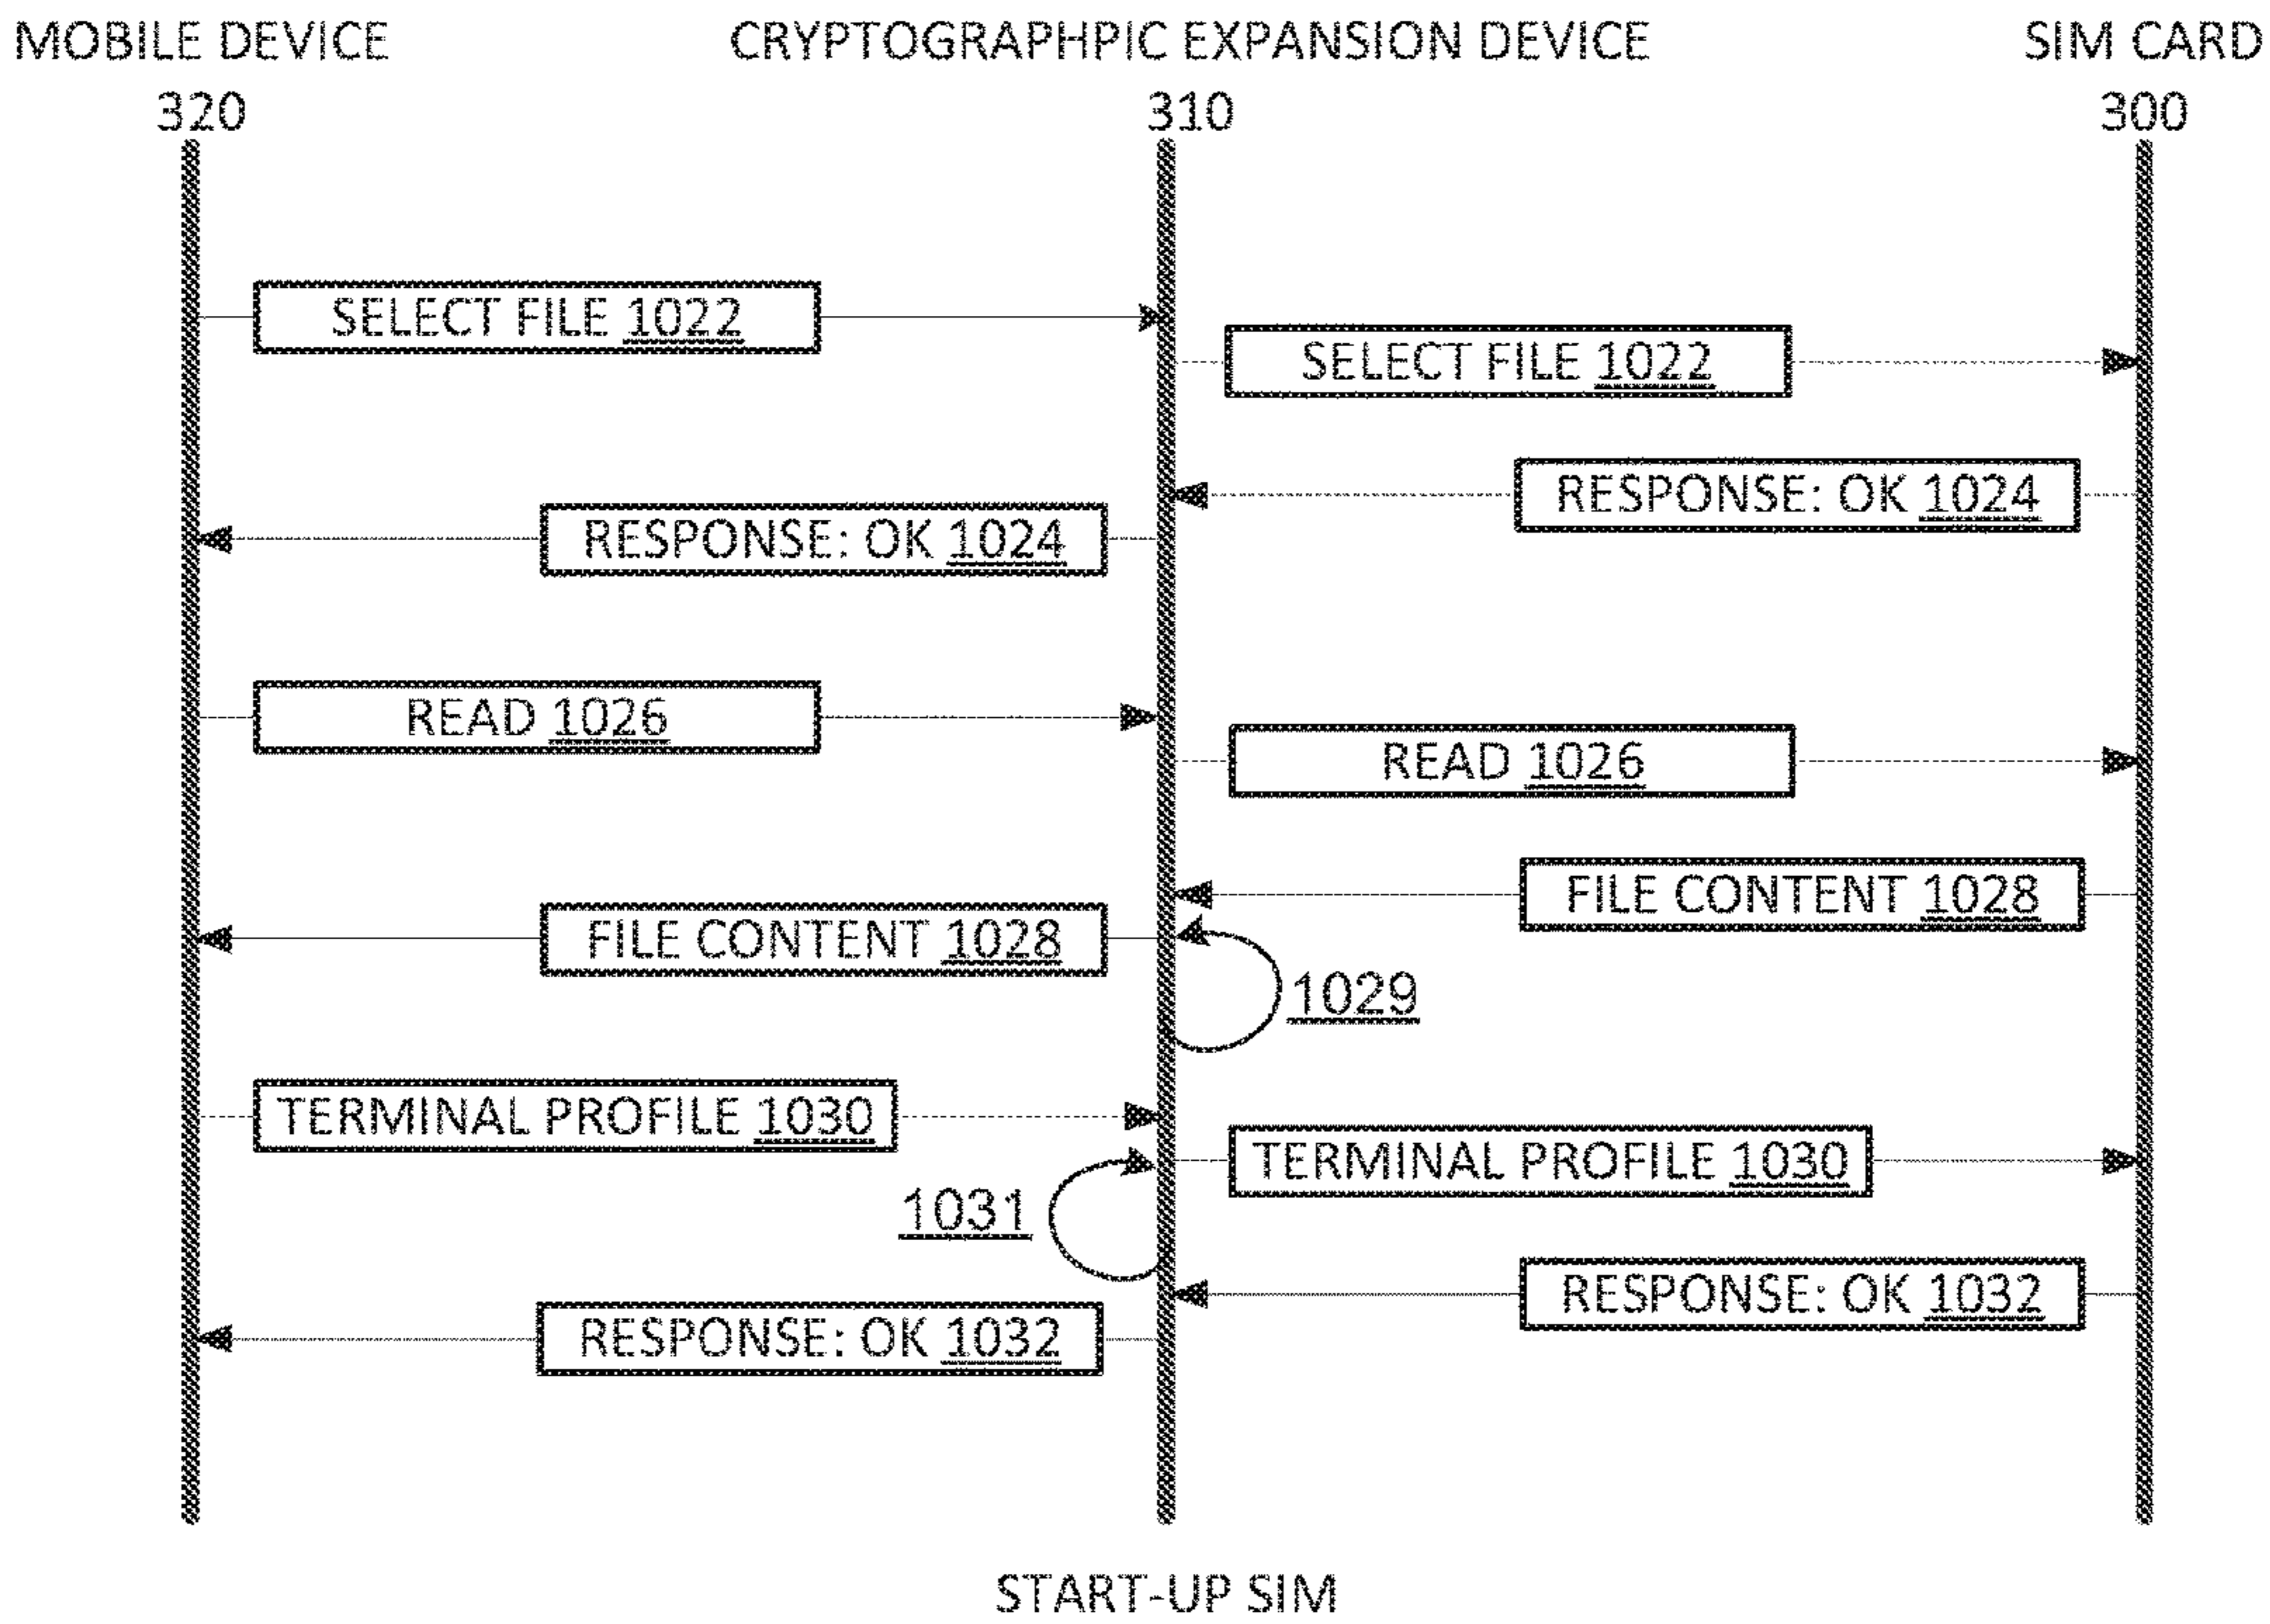 MOBILE DEVICE
CRYPTOGRAPHPIC EXPANSION DEVICE
SIM CARD
320
310
300
SELECT FILE 1022
SELECT FILE 1022
RESPONSE: OK 1024
RESPONSE: OK 1024
READ 1026
READ 1026
FILE CONTENT 1028
FILE CONTENT 1028
1029
TERMINAL PROFILE 1030
TERMINAL PROFILE 1030
1031
RESPONSE: OK 1032
RESPONSE: OK 1032
START-UP SIM